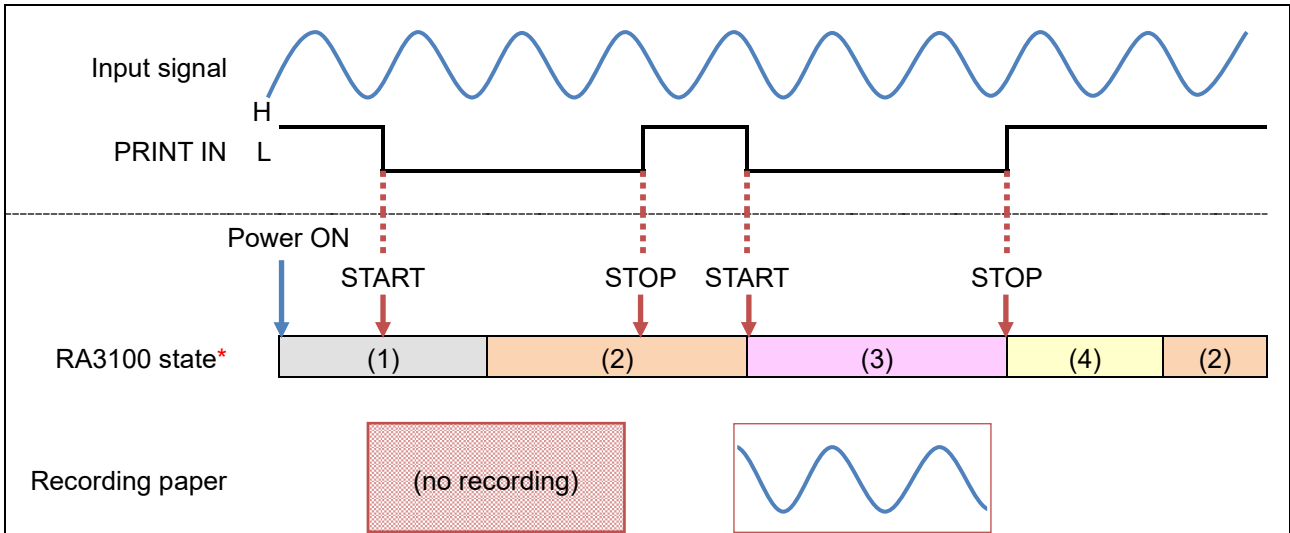 Input signal
H
PRINT IN L
Power ON
START STOP START STOP
RA3100 state* (1) (2) (3) (4) (2)
Recording paper (no recording)